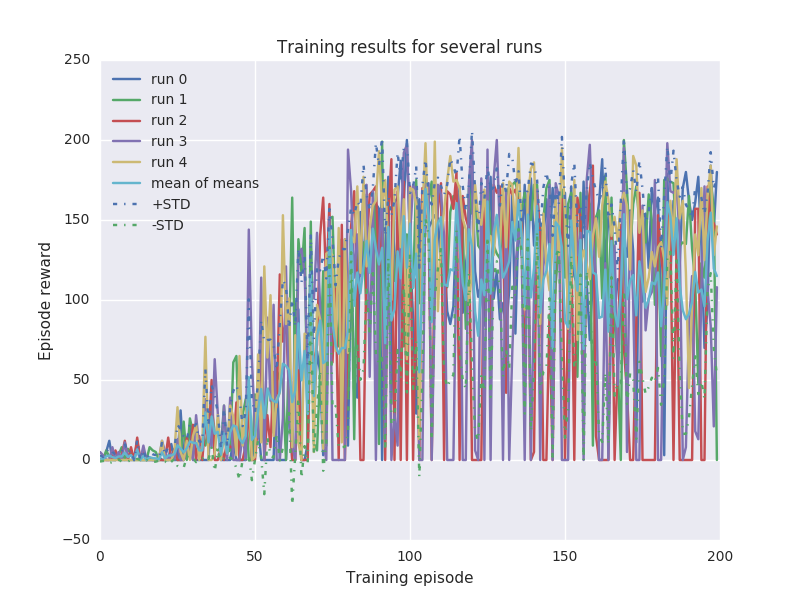 Training results for several runs
250
200
150
100
50
0
−50
run 0
run 1
run 2
run 3
run 4
mean of means
+STD
-STD
Episode reward
0
50
100
150
200
Training episode